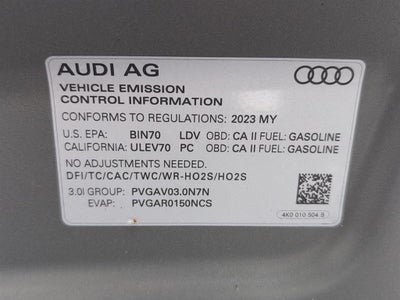 AUDI AG
VEHICLE EMISSION
CONTROL INFORMATION
CONFORMS TO REGULATIONS: 2023 MY
U.S. EPA: BIN70 LDV OBD: CA II FUEL: GASOLINE
CALIFORNIA: ULEV70 PC OBD: CA II FUEL: GASOLINE
NO ADJUSTMENTS NEEDED.
DFI/TC/CAC/TWC/WR-HO2S/HO2S
3.0l GROUP: PVGAV03.0N7N
EVAP: PVGAR0150NCS
4K0 010 504 B